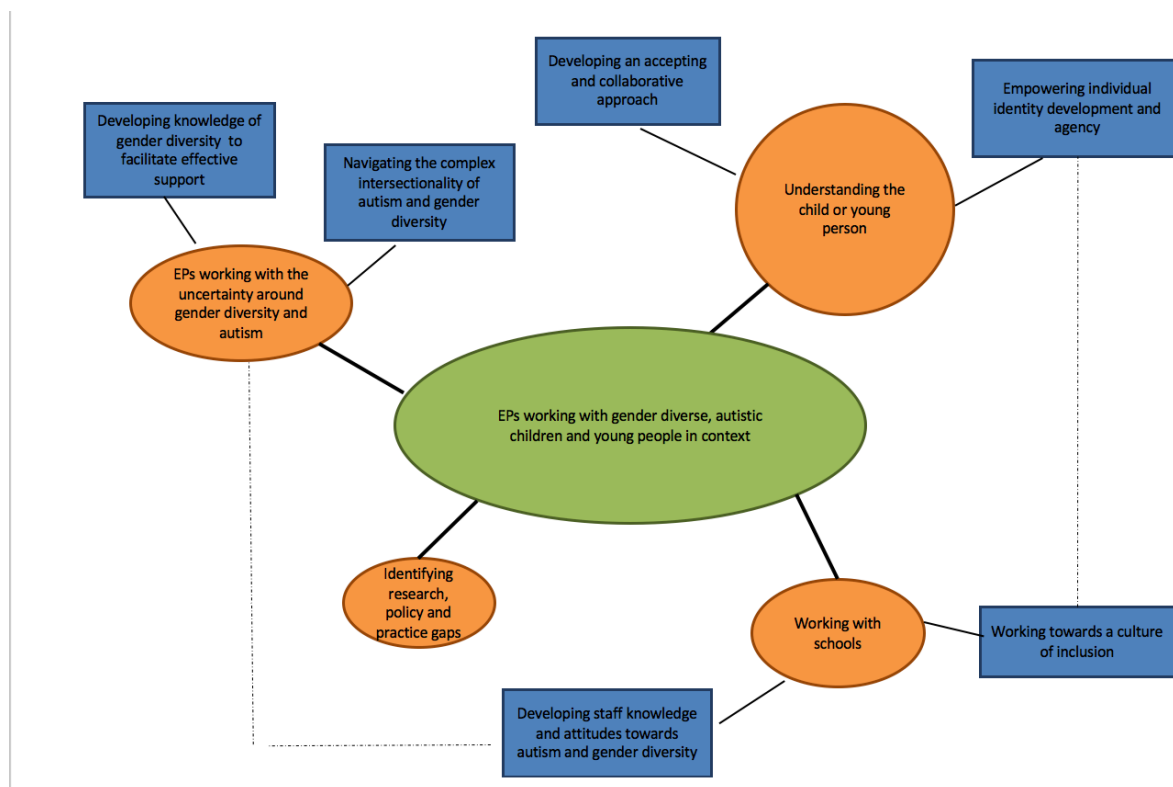 Developing an accepting
and collaborative
approach
Empowering individual
identity development and
agency
Developing knowledge of
gender diversity to
facilitate effective
support
Navigating the complex
intersectionality of
autism and gender
diversity
Understanding the
child or young
person
EPs working with the
uncertainty around
gender diversity and
autism
EPs working with gender diverse, autistic
children and young people in context
Identifying
research,
policy and
practice gaps
Working with
schools
Working towards a culture
of inclusion
Developing staff knowledge
and attitudes towards
autism and gender diversity